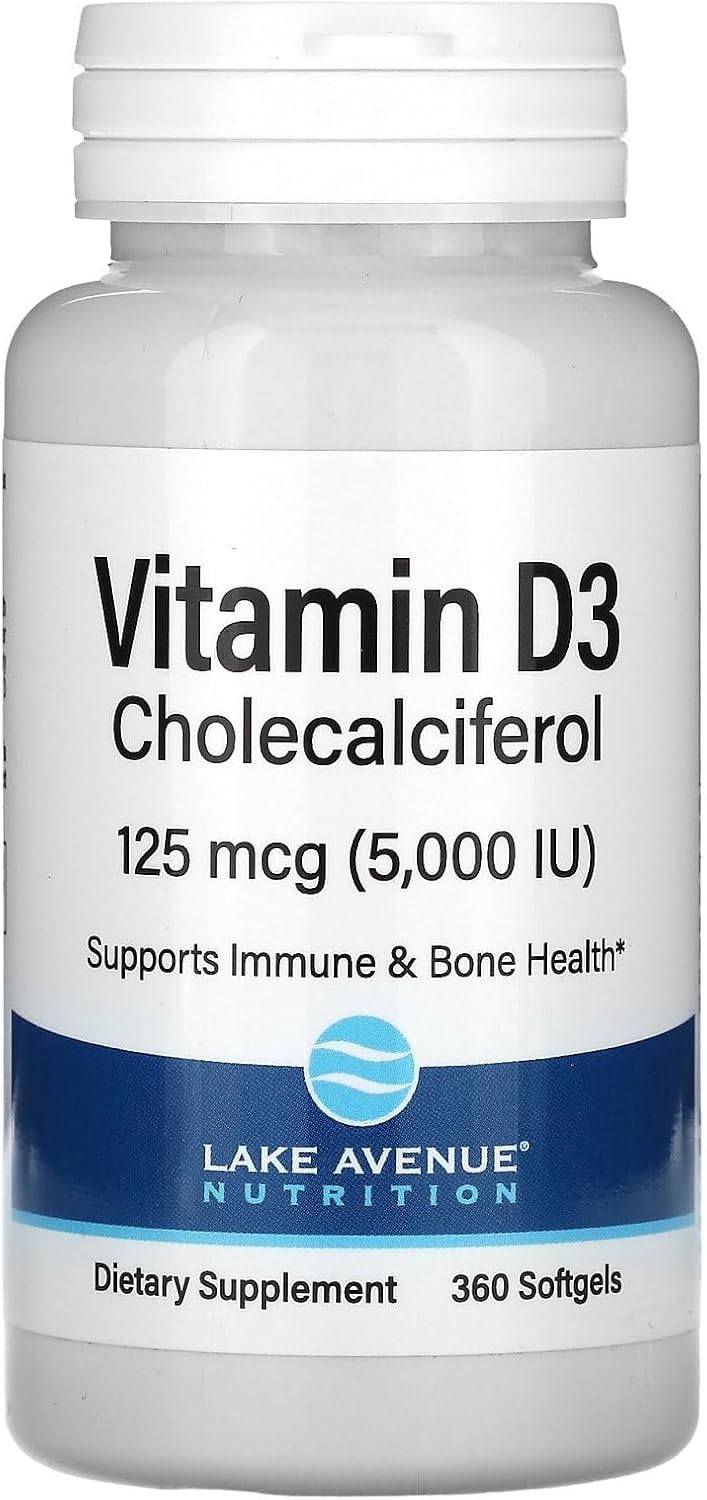 Vitamin D3
Cholecalciferol
125 mcg (5,000 IU)
Supports Immune & Bone Health*
LAKE AVENUE®
NUTRITION
Dietary Supplement 360 Softgels